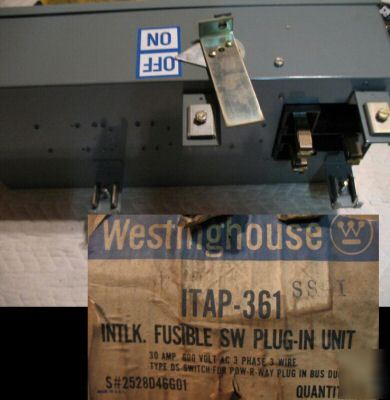 OFF
ON
Westinghouse
ITAP-361
SS-1
INTLK. FUSIBLE SW PLUG-IN UNIT
30 AMP. 600 VOLT AC 3 PHASE 3 WIRE
TYPE DS SWITCH FOR POW-R-WAY PLUG IN BUS DU
S#2528D46G01
QUANTIT